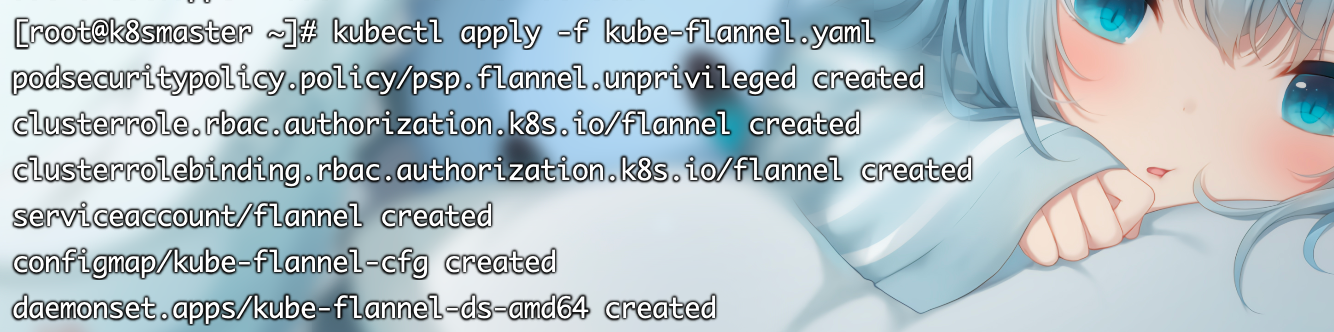 [root@k8smaster ~]# kubectl apply -f kube-flannel.yaml
podsecuritypolicy.policy/psp.flannel.unprivileged created
clusterrole.rbac.authorization.k8s.io/flannel created
clusterrolebinding.rbac.authorization.k8s.io/flannel created
serviceaccount/flannel created
configmap/kube-flannel-cfg created
daemonset.apps/kube-flannel-ds-amd64 created